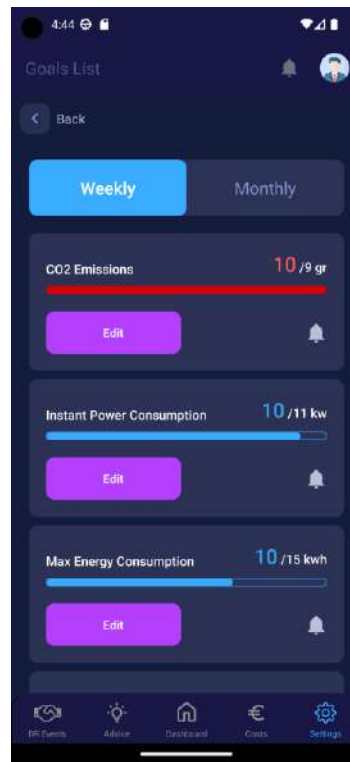 4:44
Goals List
Back
Weekly Monthly
CO2 Emissions 10 /9 gr
Edit
Instant Power Consumption 10 /11 kw
Edit
Max Energy Consumption 10 /15 kwh
Edit
DR Events Advice Dashboard Costs Settings